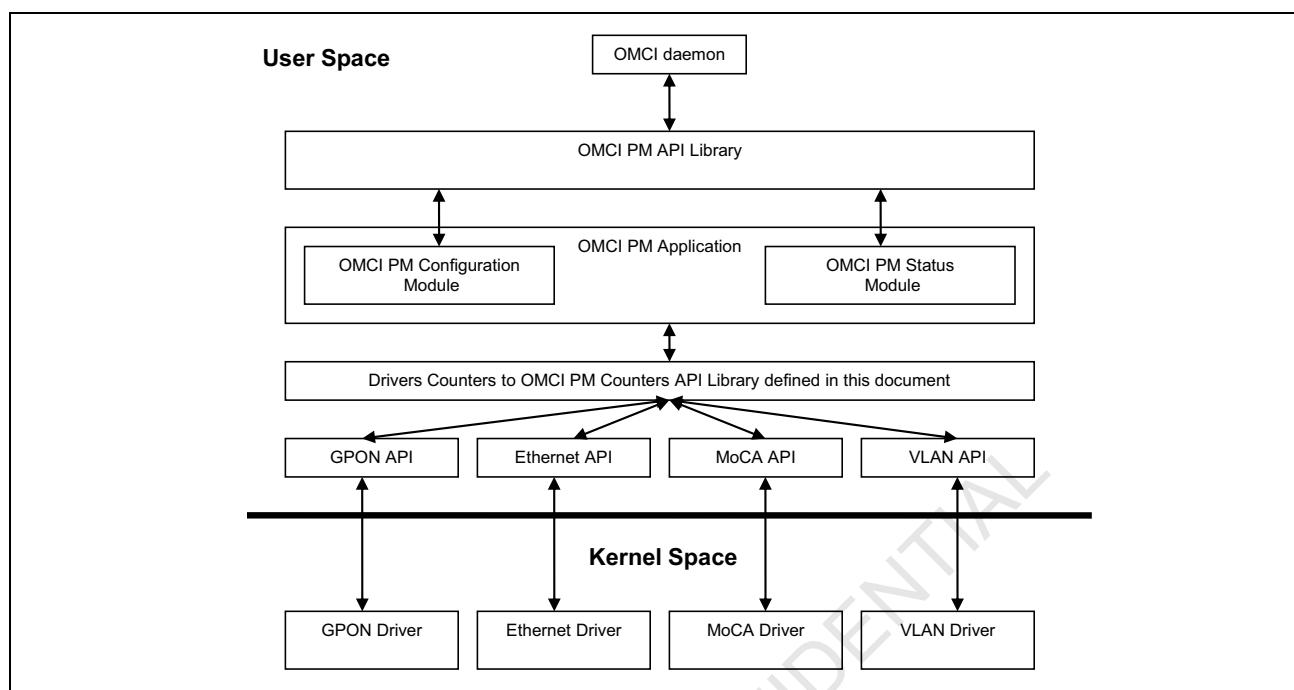 User Space
OMCI daemon
OMCI PM API Library
OMCI PM Application
OMCI PM Configuration
Module
OMCI PM Status
Module
Drivers Counters to OMCI PM Counters API Library defined in this document
GPON API
Ethernet API
MoCA API
VLAN API
Kernel Space
GPON Driver
Ethernet Driver
MoCA Driver
VLAN Driver
FIDENTIAL